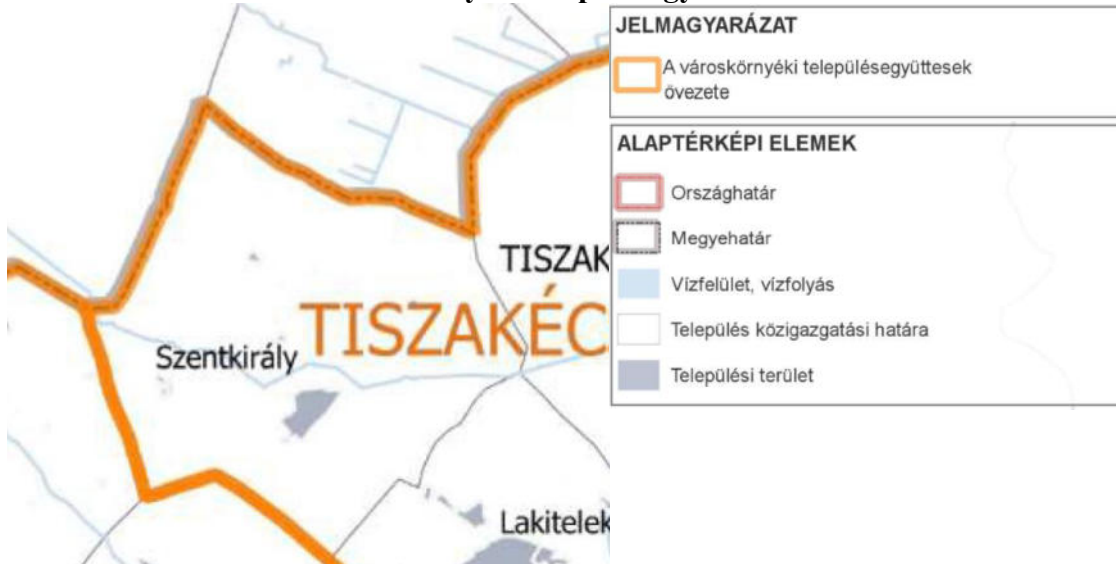 JELMAGYARÁZAT
A városkörnyéki településegyüttesek
övezete
ALAPTÉRKÉPI ELEMEK
Országhatár
Megyehatár
Vízfelület, vízfolyás
Település közigazgatási határa
Települési terület
TISZAK
TISZAKÉC
Szentkirály
Lakitelek